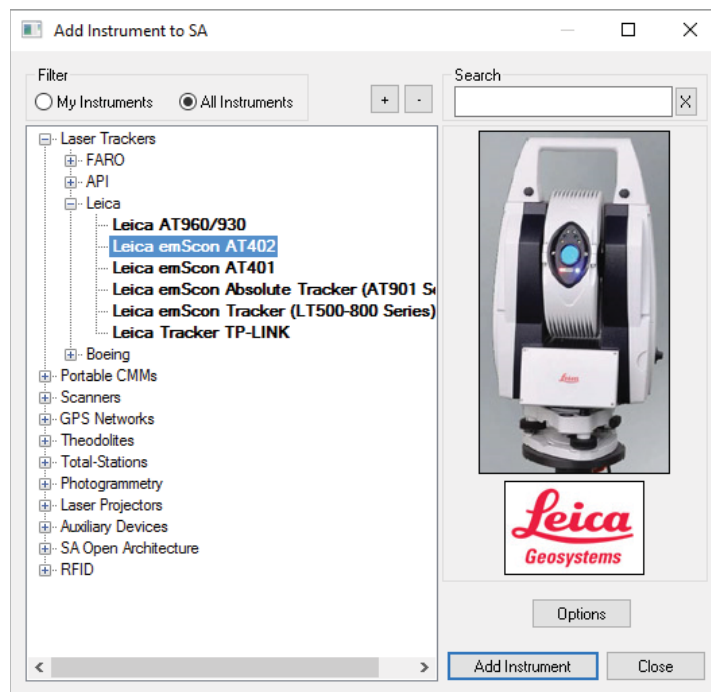 Add Instrument to SA
Filter
My Instruments
All Instruments
+
-
Search
X
Laser Trackers
FARO
API
Leica
Leica AT960/930
Leica emScon AT402
Leica emScon AT401
Leica emScon Absolute Tracker (AT901 S
Leica emScon Tracker (LT500-800 Series)
Leica Tracker TP-LINK
Boeing
Portable CMMs
Scanners
GPS Networks
Theodolites
Total-Stations
Photogrammetry
Laser Projectors
Auxiliary Devices
SA Open Architecture
RFID
Leica
Leica
Geosystems
Options
Add Instrument
Close